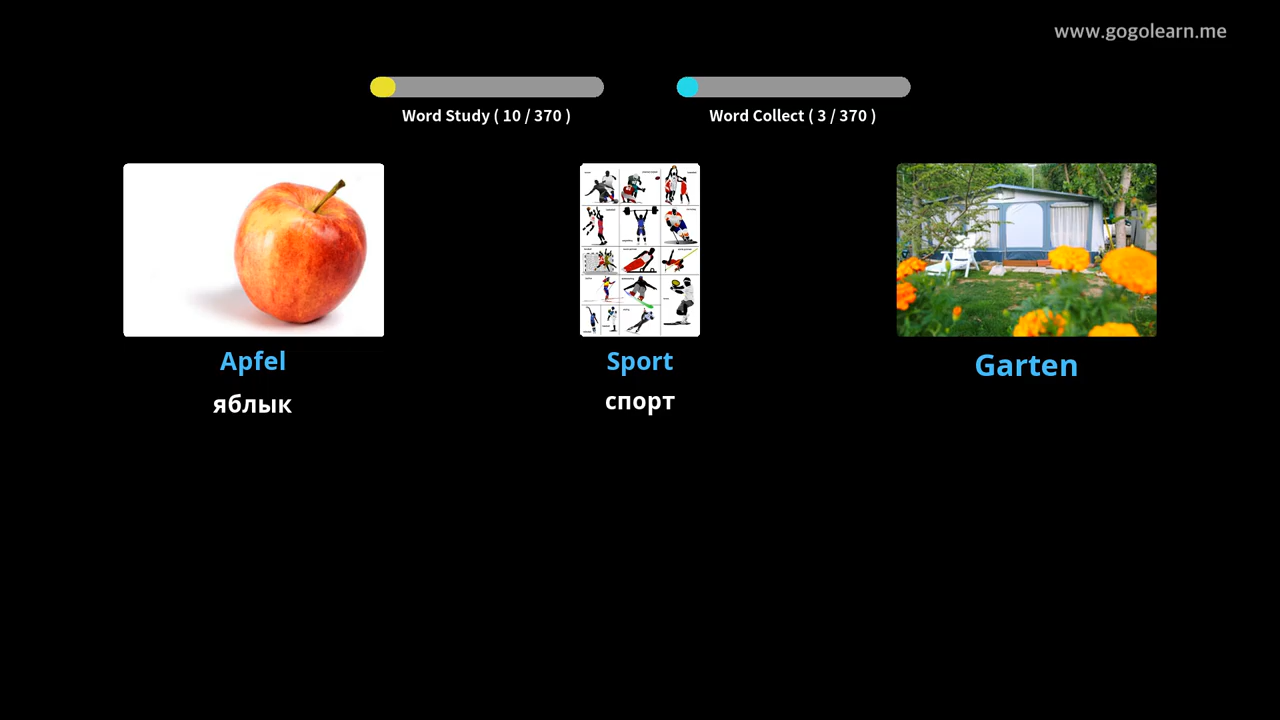 www.gogolearn.me
Word Study ( 10 / 370 )
Word Collect ( 3 / 370 )
Apfel
Sport
Garten
яблык
спорт